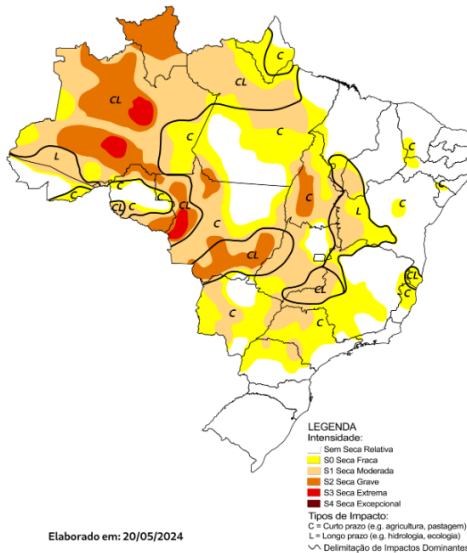 C
CL
CL
C
C
C
C
L
C
C
CL
C
CL
L
C
C
CL
CL
CL
C
C
C
LEGENDA
Intensidade:
Sem Seca Relativa
S0 Seca Fraca
S1 Seca Moderada
S2 Seca Grave
S3 Seca Extrema
S4 Seca Excepcional
Tipos de Impacto:
C = Curto prazo (e.g. agricultura, pastagem)
L = Longo prazo (e.g. hidrologia, ecologia)
Delimitação de Impactos Dominantes
Elaborado em: 20/05/2024